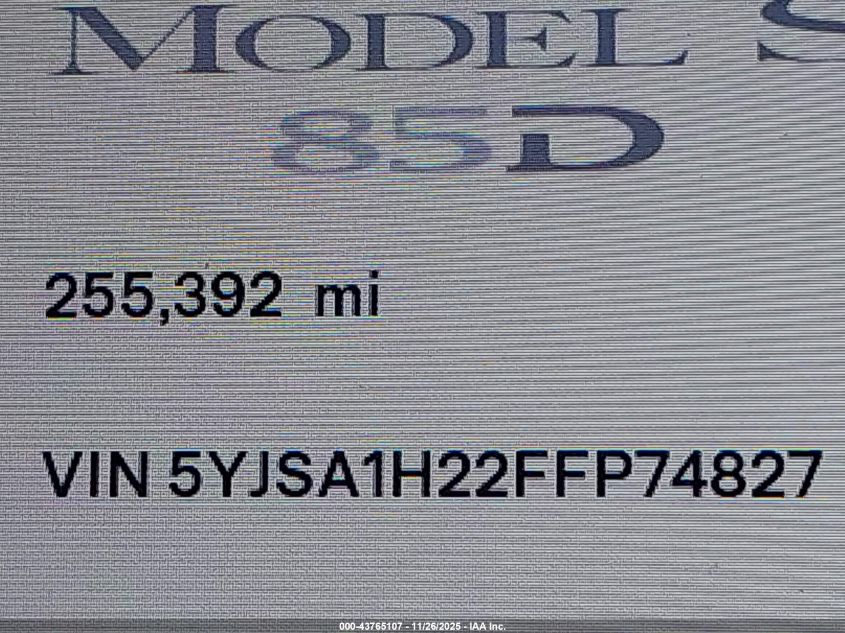 MODEL S
85D
255,392 mi
VIN 5YJSA1H22FFP74827
000-43765107 - 11/26/2025 - IAA Inc.